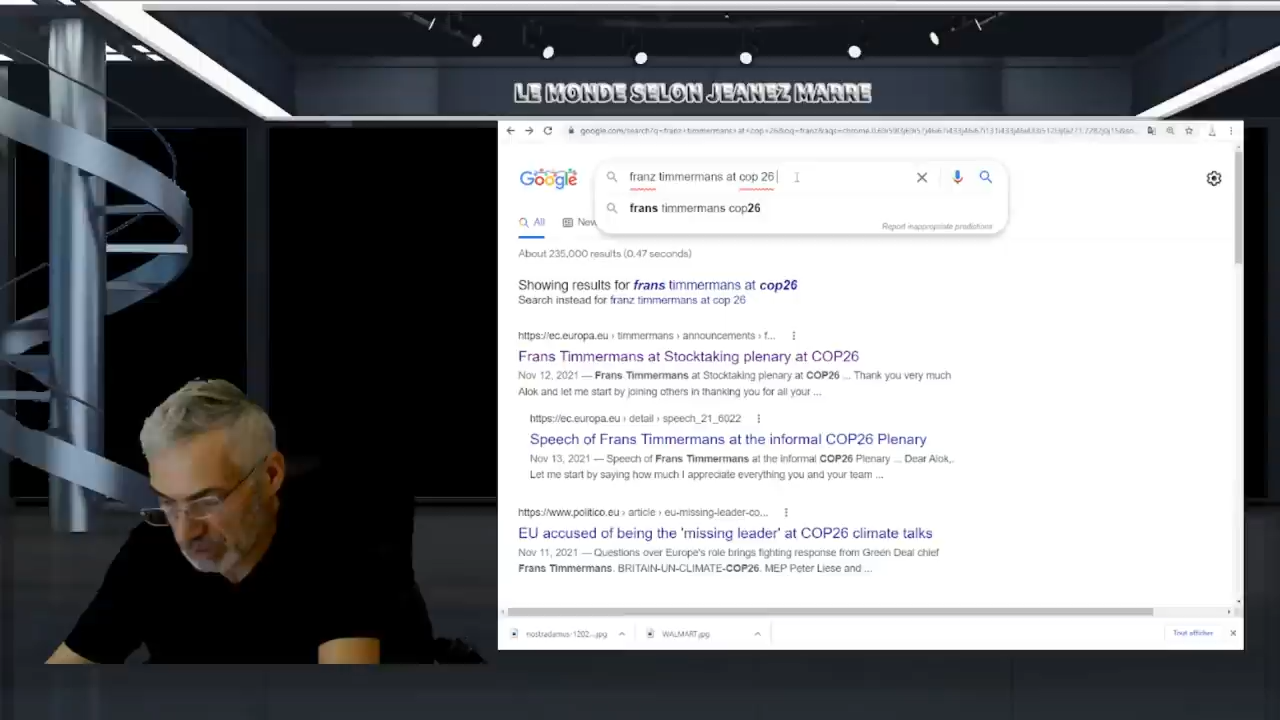 LE MONDE SELON JEANEZ MARRE
Google
franz timmermans at cop 26
frans timmermans cop26
Report inappropriate predictions
All
New
About 235,000 results (0.47 seconds)
Showing results for frans timmermans at cop26
Search instead for franz timmermans at cop 26
https://ec.europa.eu › timmermans › announcements › f...
Frans Timmermans at Stocktaking plenary at COP26
Nov 12, 2021 — Frans Timmermans at Stocktaking plenary at COP26 ... Thank you very much
Alok and let me start by joining others in thanking you for all your ...
https://ec.europa.eu › detail › speech_21_6022
Speech of Frans Timmermans at the informal COP26 Plenary
Nov 13, 2021 — Speech of Frans Timmermans at the informal COP26 Plenary ... Dear Alok,.
Let me start by saying how much I appreciate everything you and your team ...
https://www.politico.eu › article › eu-missing-leader-co...
EU accused of being the 'missing leader' at COP26 climate talks
Nov 11, 2021 — Questions over Europe's role brings fighting response from Green Deal chief
Frans Timmermans. BRITAIN-UN-CLIMATE-COP26. MEP Peter Liese and ...
nostradamus-1202...jpg
WALMART.jpg
Tout afficher